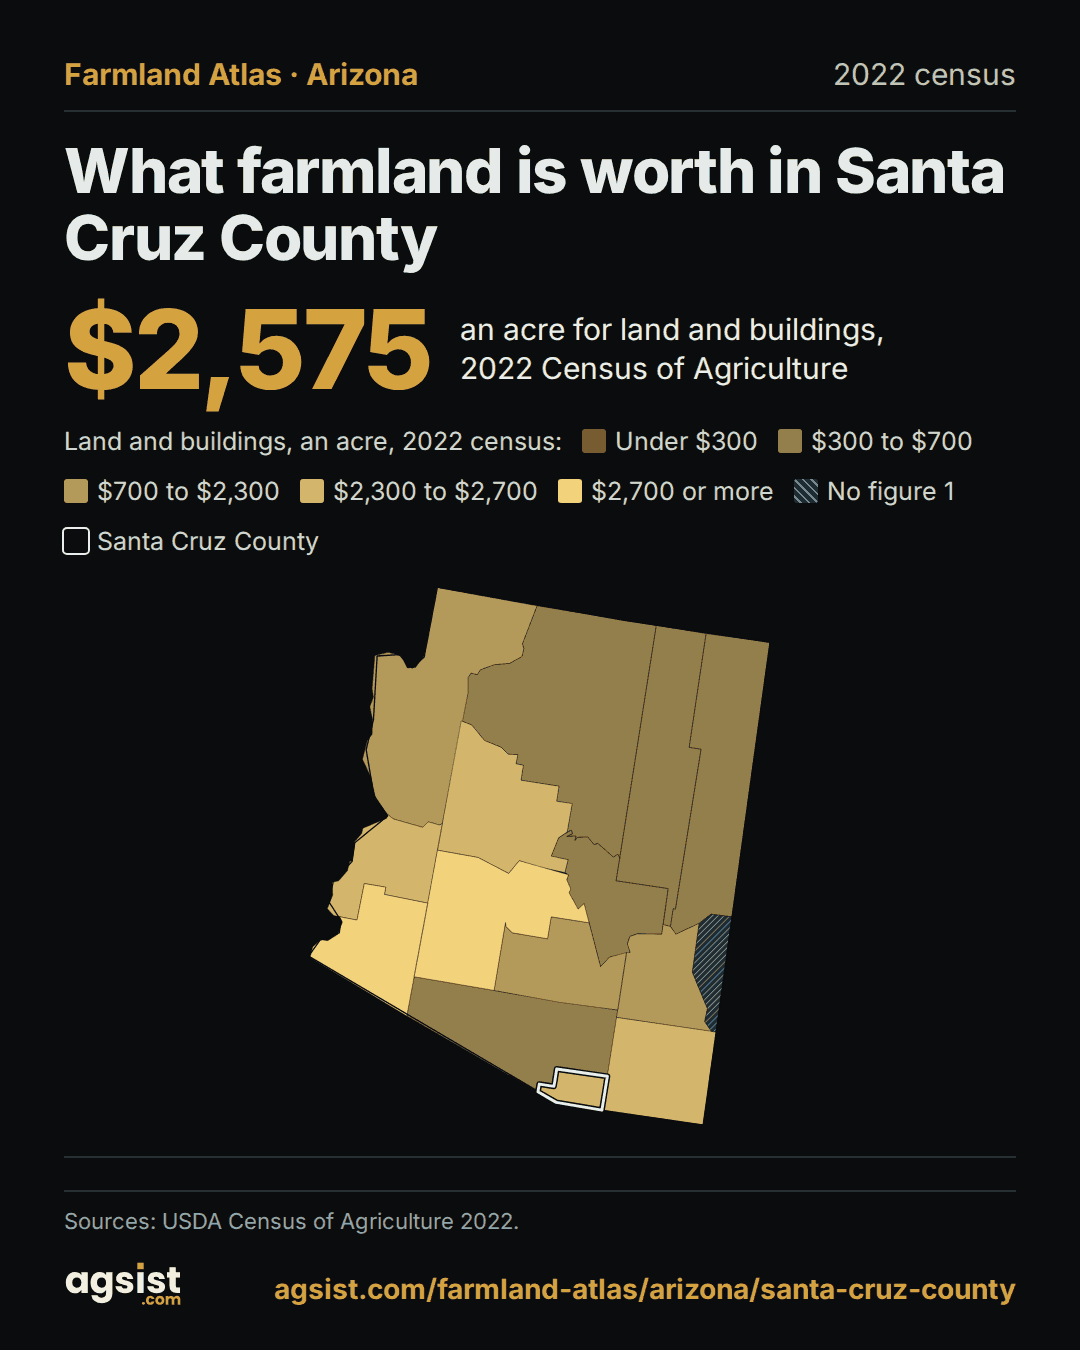 Farmland Atlas · Arizona
2022 census
What farmland is worth in Santa
Cruz County
$2,575
an acre for land and buildings,
2022 Census of Agriculture
Land and buildings, an acre, 2022 census: Under $300 $300 to $700
$700 to $2,300 $2,300 to $2,700 $2,700 or more No figure 1
Santa Cruz County
Sources: USDA Census of Agriculture 2022.
agsist
.com
agsist.com/farmland-atlas/arizona/santa-cruz-county